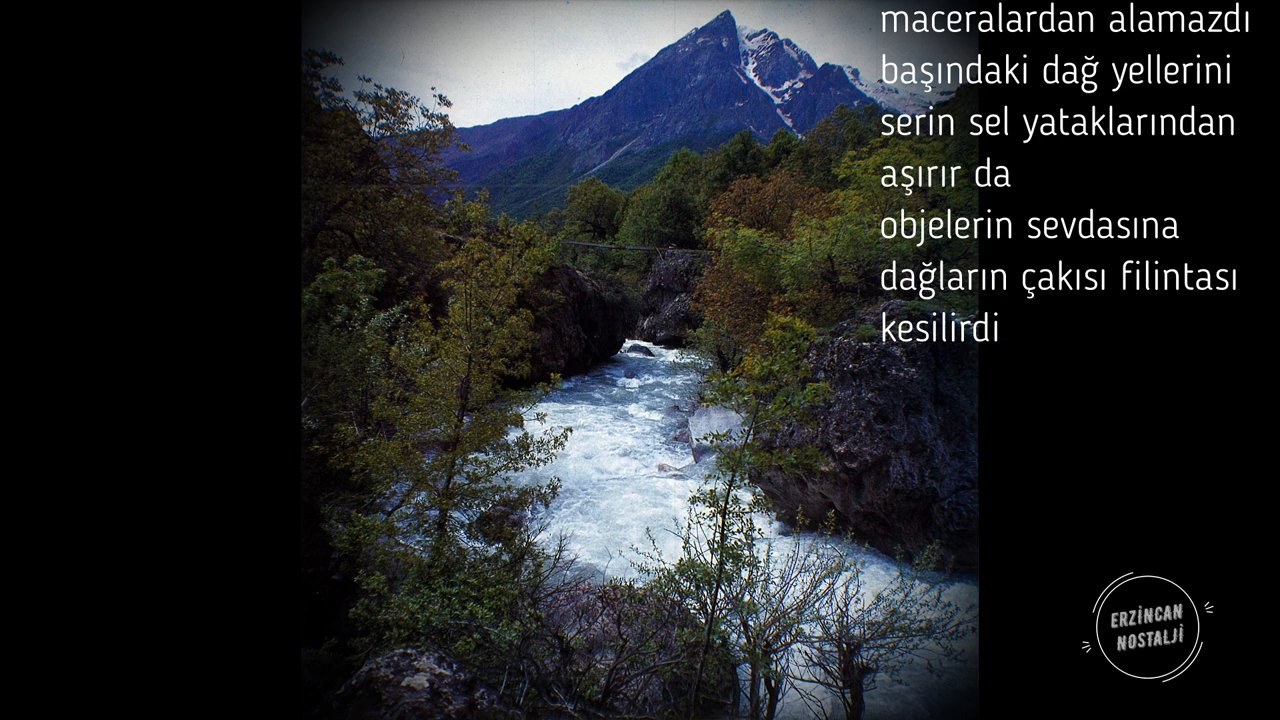 maceralardan alamazdı
başındaki dağ yellerini
serin sel yataklarından
aşırır da
objelerin sevdasına
dağların çakısı filintası
kesilirdi
ERZİNCAN
NOSTALJİ